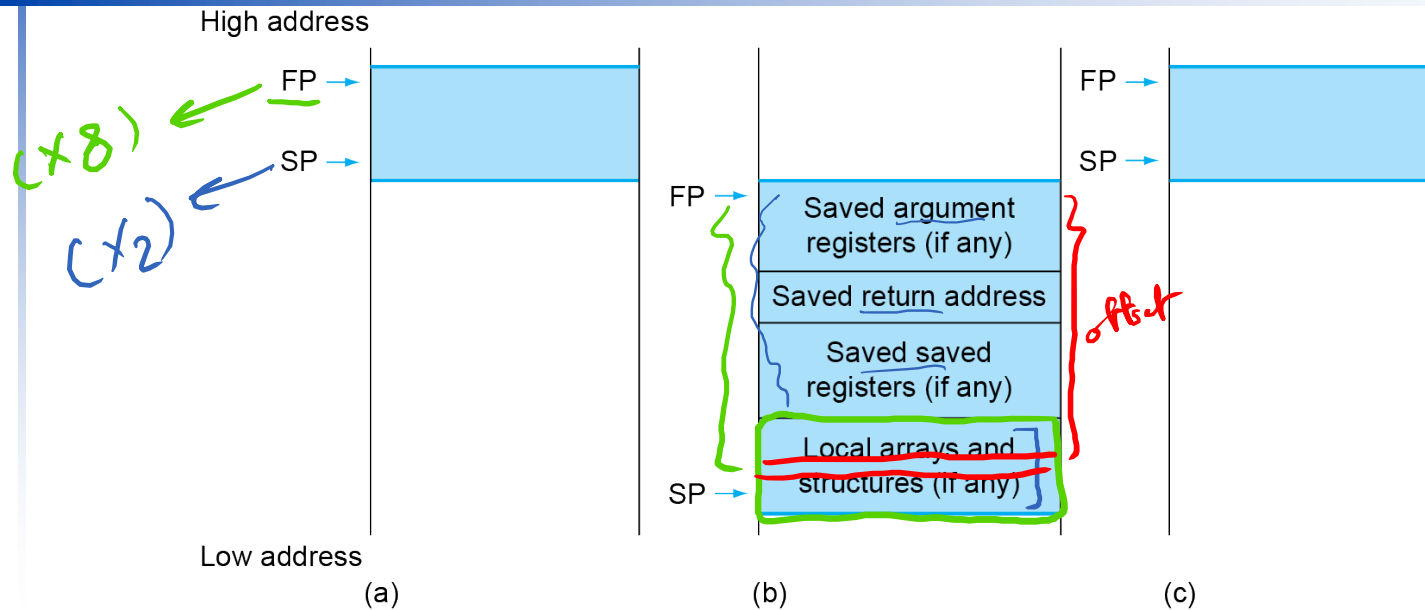 High address
FP
SP
(x8)
(x2)
Low address
(a)
FP
SP
Saved argument
registers (if any)
Saved return address
Saved saved
registers (if any)
Local arrays and
structures (if any)
offset
(b)
FP
SP
(c)